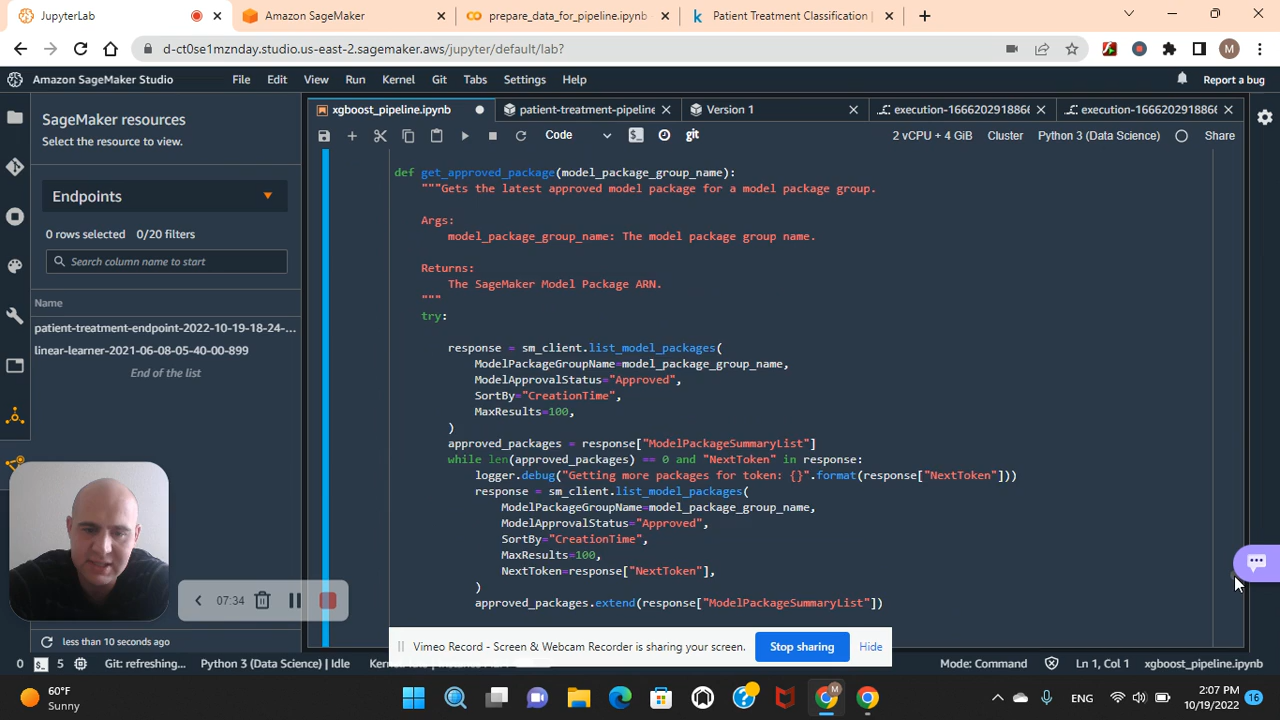 JupyterLab
Amazon SageMaker
prepare_data_for_pipeline.ipynb
Patient Treatment Classification |
d-ct0se1mznday.studio.us-east-2.sagemaker.aws/jupyter/default/lab?
M
Amazon SageMaker Studio
File Edit View Run Kernel Git Tabs Settings Help
Report a bug
SageMaker resources
Select the resource to view.
Endpoints
0 rows selected 0/20 filters
Search column name to start
Name
patient-treatment-endpoint-2022-10-19-18-24-...
linear-learner-2021-06-08-05-40-00-899
End of the list
07:34
less than 10 seconds ago
xgboost_pipeline.ipynb
patient-treatment-pipeline
Version 1
execution-1666202918866
execution-1666202918866
Code
git
2 vCPU + 4 GiB
Cluster
Python 3 (Data Science)
Share
def get_approved_package(model_package_group_name):
"""Gets the latest approved model package for a model package group.
Args:
model_package_group_name: The model package group name.
Returns:
The SageMaker Model Package ARN.
"""
try:
response = sm_client.list_model_packages(
ModelPackageGroupName=model_package_group_name,
ModelApprovalStatus="Approved",
SortBy="CreationTime",
MaxResults=100,
)
approved_packages = response["ModelPackageSummaryList"]
while len(approved_packages) == 0 and "NextToken" in response:
logger.debug("Getting more packages for token: {}".format(response["NextToken"]))
response = sm_client.list_model_packages(
ModelPackageGroupName=model_package_group_name,
ModelApprovalStatus="Approved",
SortBy="CreationTime",
MaxResults=100,
NextToken=response["NextToken"],
)
approved_packages.extend(response["ModelPackageSummaryList"])
Vimeo Record - Screen & Webcam Recorder is sharing your screen.
Stop sharing
Hide
0
5
Git: refreshing...
Python 3 (Data Science) | Idle
Mode: Command
Ln 1, Col 1
xgboost_pipeline.ipynb
60°F
Sunny
M
ENG
2:07 PM
10/19/2022
16